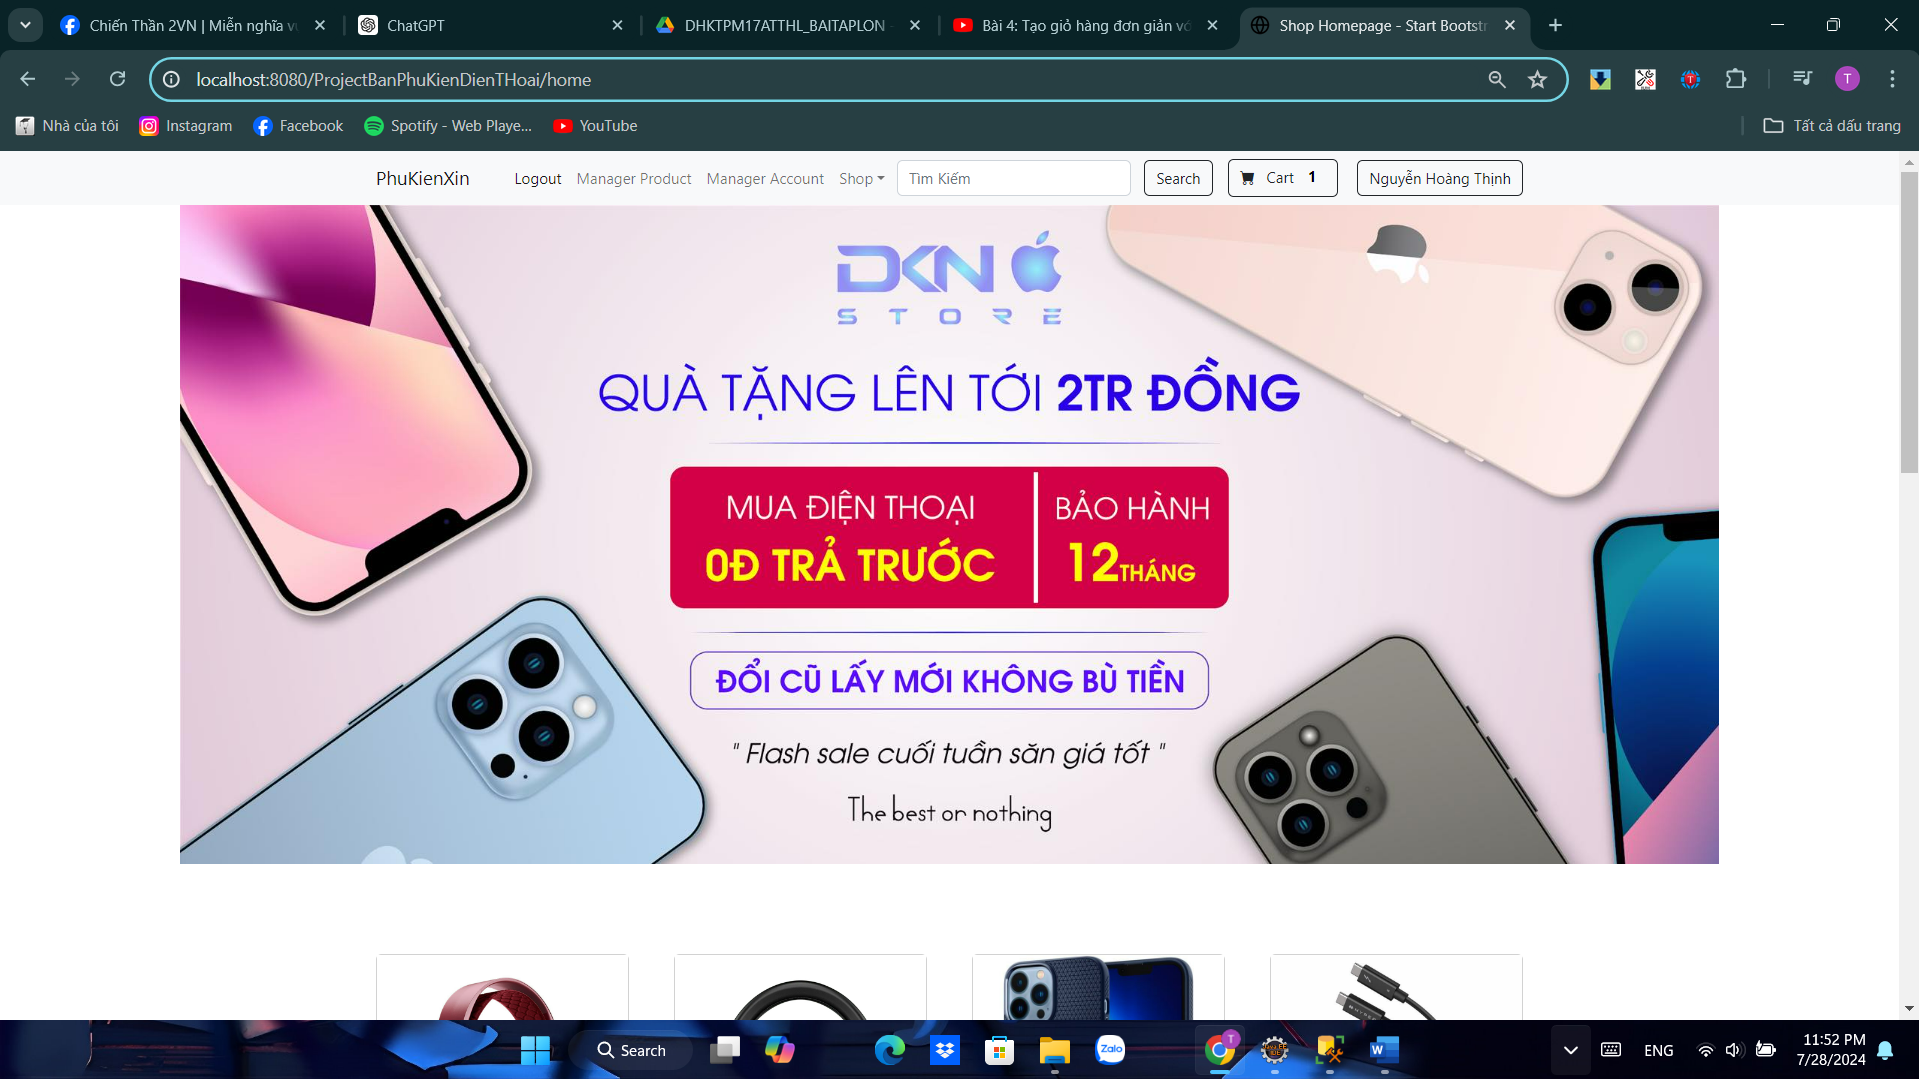 Chiến Thần 2VN | Miễn nghĩa v
ChatGPT
DHKTPM17ATTHL_BAITAPLON -
Bài 4: Tạo giỏ hàng đơn giản vớ
Shop Homepage - Start Bootstr
localhost:8080/ProjectBanPhuKienDienTHoai/home
T
Nhà của tôi
Instagram
Facebook
Spotify - Web Playe...
YouTube
Tất cả dấu trang
PhuKienXin
Logout
Manager Product
Manager Account
Shop
Tìm Kiếm
Search
Cart 1
Nguyễn Hoàng Thịnh
DKN
STORE
QUÀ TẶNG LÊN TỚI 2TR ĐỒNG
MUA ĐIỆN THOẠI
0Đ TRẢ TRƯỚC
BẢO HÀNH
12THÁNG
ĐỔI CŨ LẤY MỚI KHÔNG BÙ TIỀN
" Flash sale cuối tuần săn giá tốt "
The best or nothing
Search
Zalo
T
W
ENG
11:52 PM
7/28/2024